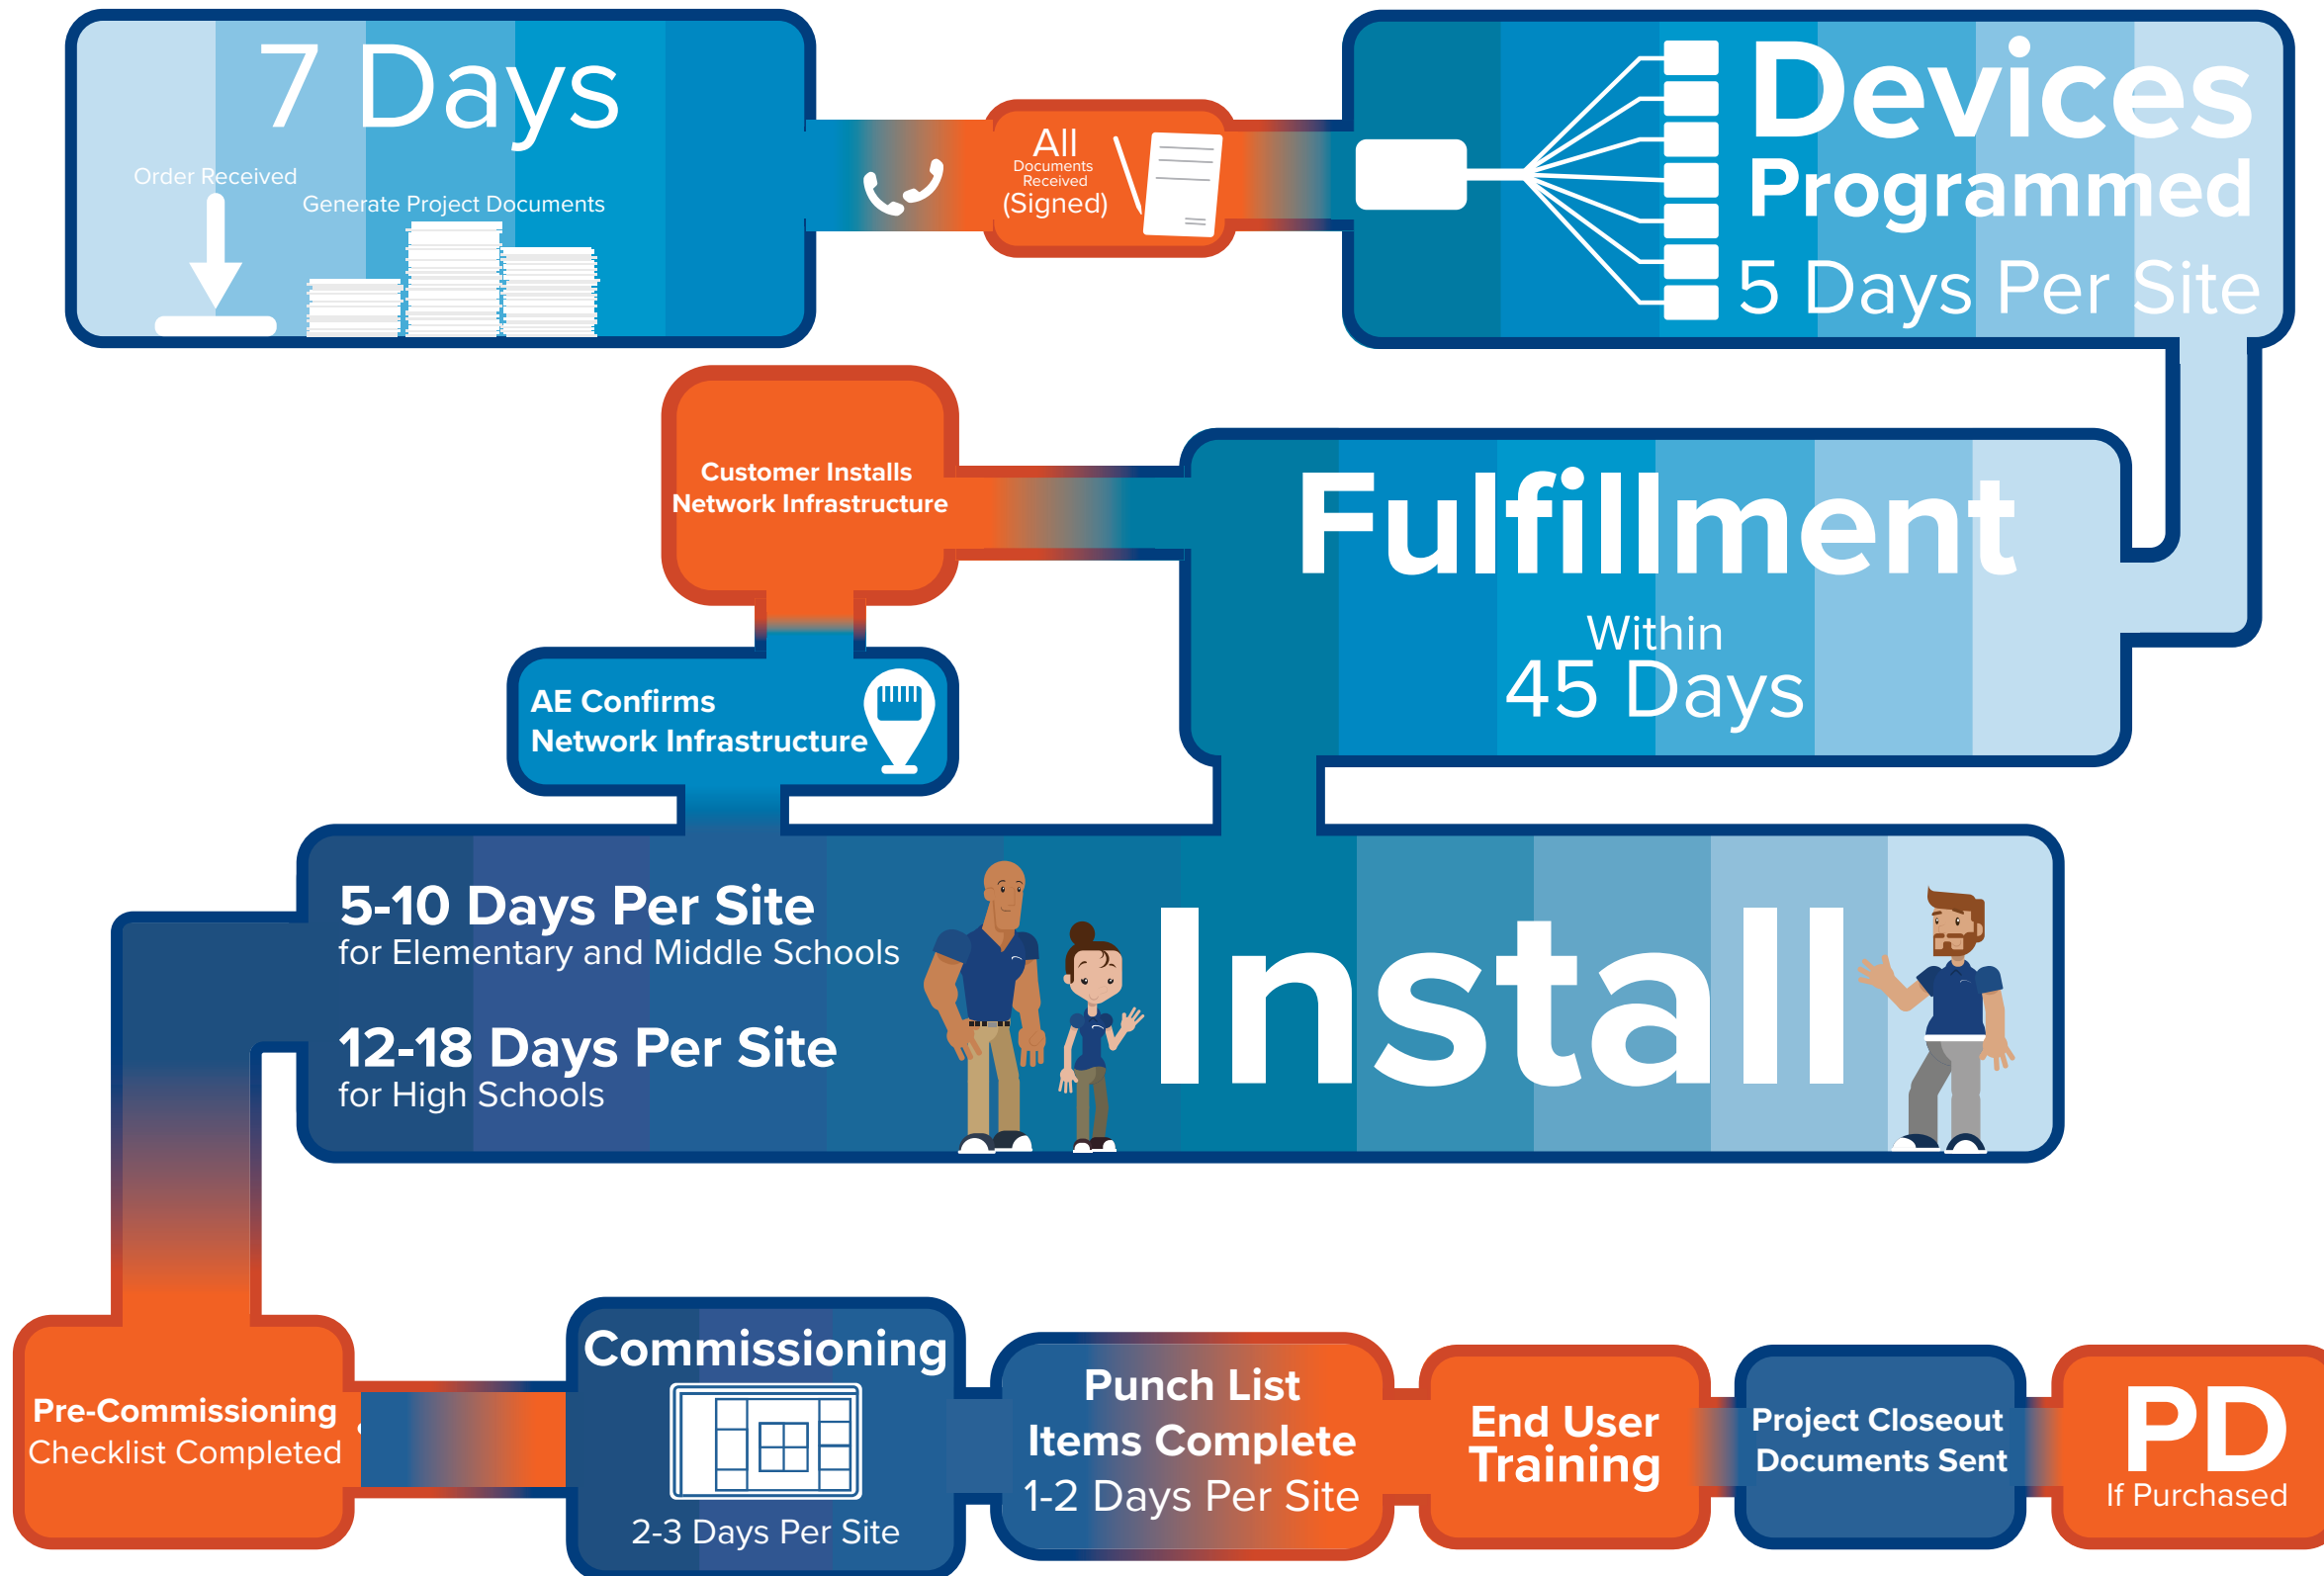 7 Days
Order Received
Generate Project Documents
All
Documents
Received
(Signed)
Devices
Programmed
5 Days Per Site
Customer Installs
Network Infrastructure
Fulfillment
Within
45 Days
AE Confirms
Network Infrastructure
5-10 Days Per Site
for Elementary and Middle Schools
12-18 Days Per Site
for High Schools
Install
Pre-Commissioning
Checklist Completed
Commissioning
2-3 Days Per Site
Punch List
Items Complete
1-2 Days Per Site
End User
Training
Project Closeout
Documents Sent
PD
If Purchased